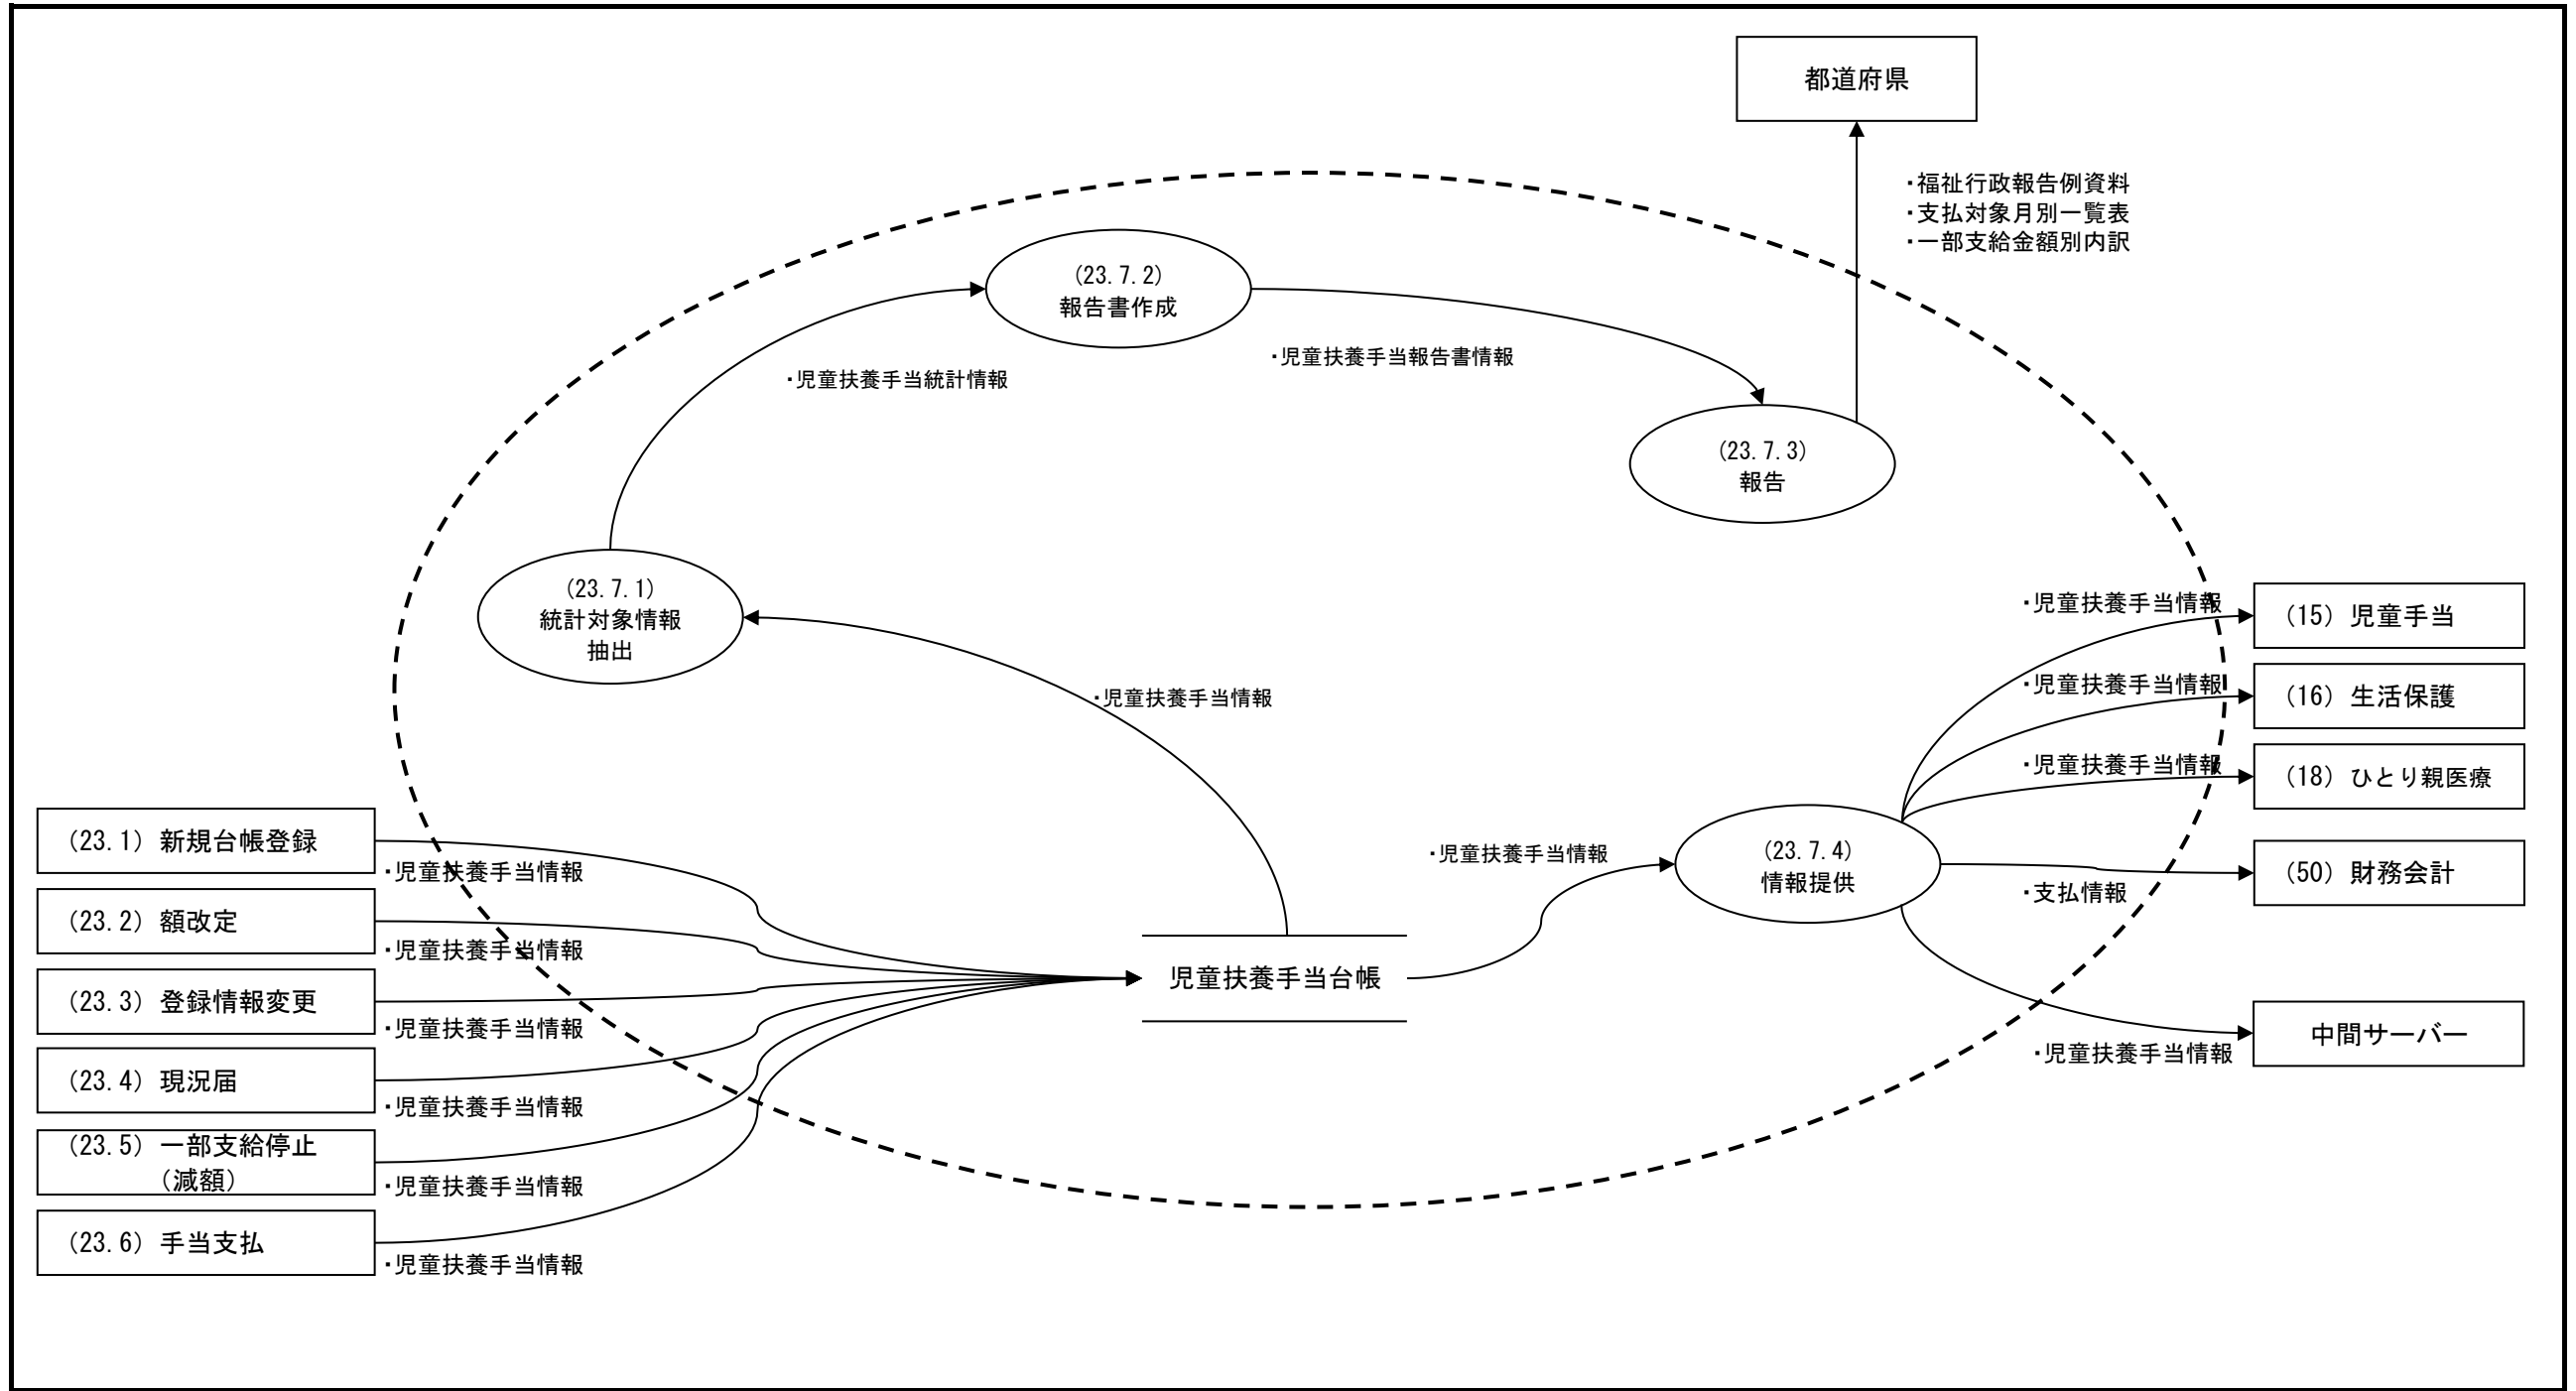 都道府県
・福祉行政報告例資料
・支払対象月別一覧表
・一部支給金額別内訳
(23.7.2)
報告書作成
・児童扶養手当統計情報
・児童扶養手当報告書情報
(23.7.3)
報告
(23.7.1)
統計対象情報
抽出
・児童扶養手当情報
・児童扶養手当情報
(15) 児童手当
・児童扶養手当情報
(16) 生活保護
・児童扶養手当情報
(18) ひとり親医療
・児童扶養手当情報
(23.7.4)
情報提供
(50) 財務会計
・支払情報
中間サーバー
・児童扶養手当情報
児童扶養手当台帳
(23.1) 新規台帳登録
・児童扶養手当情報
(23.2) 額改定
・児童扶養手当情報
(23.3) 登録情報変更
・児童扶養手当情報
(23.4) 現況届
・児童扶養手当情報
(23.5) 一部支給停止
(減額)
・児童扶養手当情報
(23.6) 手当支払
・児童扶養手当情報